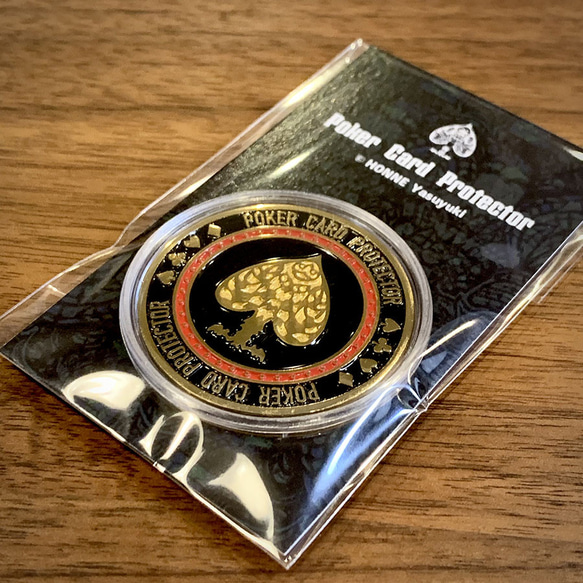 Poker Card Protector
© HONNE Yasuyuki
POKER CARD PROTECTOR
POKER CARD PROTECTOR